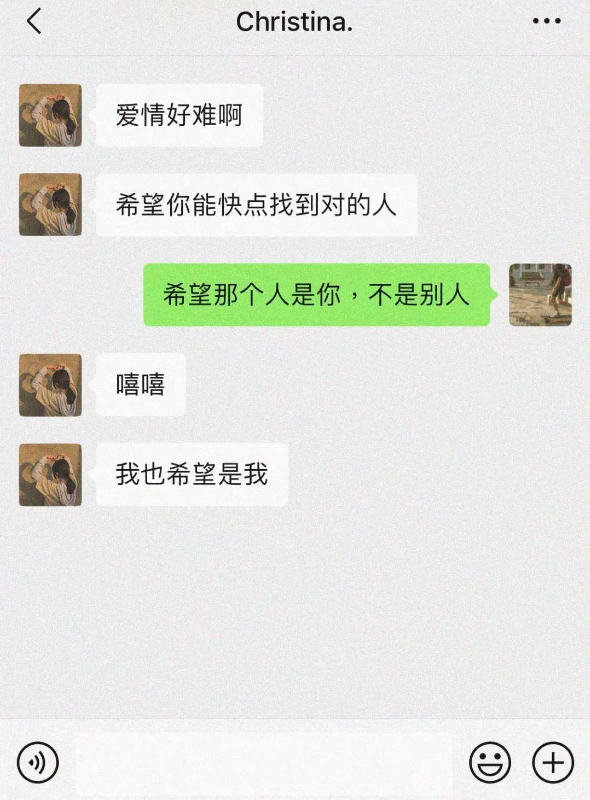 Christina.
爱情好难啊
希望你能快点找到对的人
希望那个人是你，不是别人
嘻嘻
我也希望是我